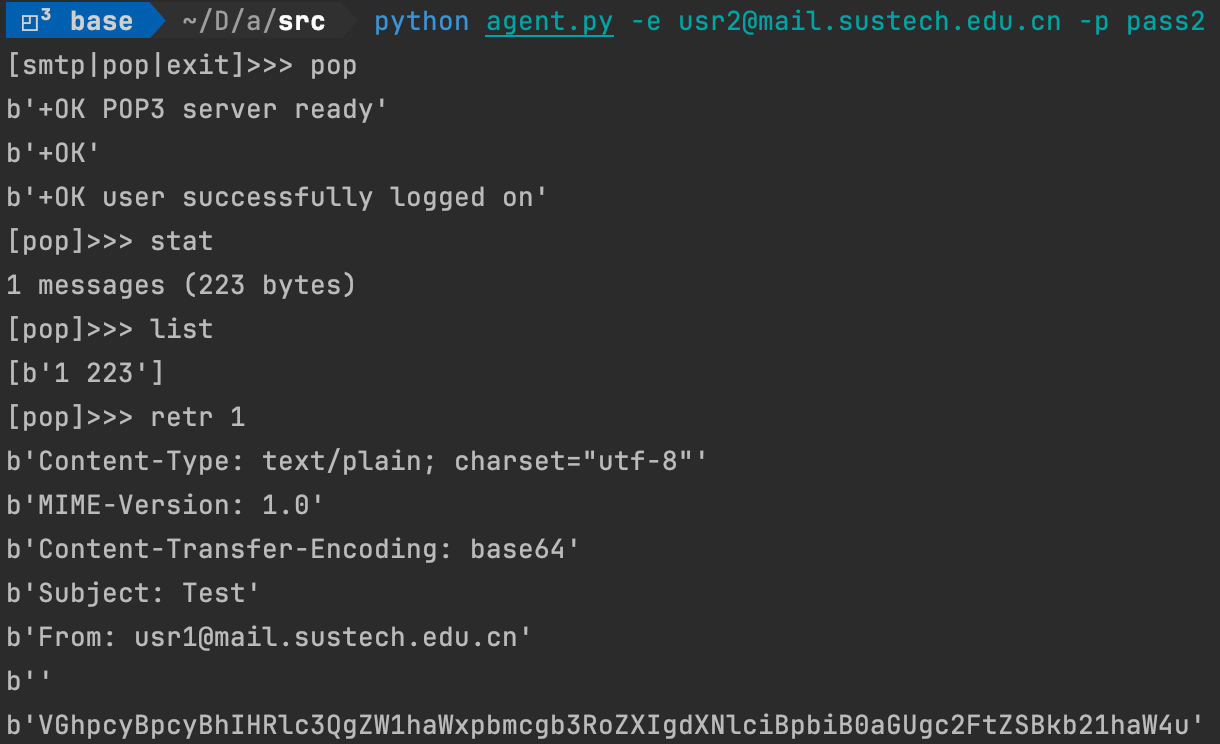 3 base ~/D/a/src python agent.py -e usr2@mail.sustech.edu.cn -p pass2
[smtp|pop|exit]>>> pop
b'+OK POP3 server ready'
b'+OK'
b'+OK user successfully logged on'
[pop]>>> stat
1 messages (223 bytes)
[pop]>>> list
[b'1 223']
[pop]>>> retr 1
b'Content-Type: text/plain; charset="utf-8"'
b'MIME-Version: 1.0'
b'Content-Transfer-Encoding: base64'
b'Subject: Test'
b'From: usr1@mail.sustech.edu.cn'
b''
b'VGhpcyBpcyBhIHRlc3QgZW1haWxpbmcgb3RoZXIgdXNlciBpbiB0aGUgc2FtZSBkb21haW4u'